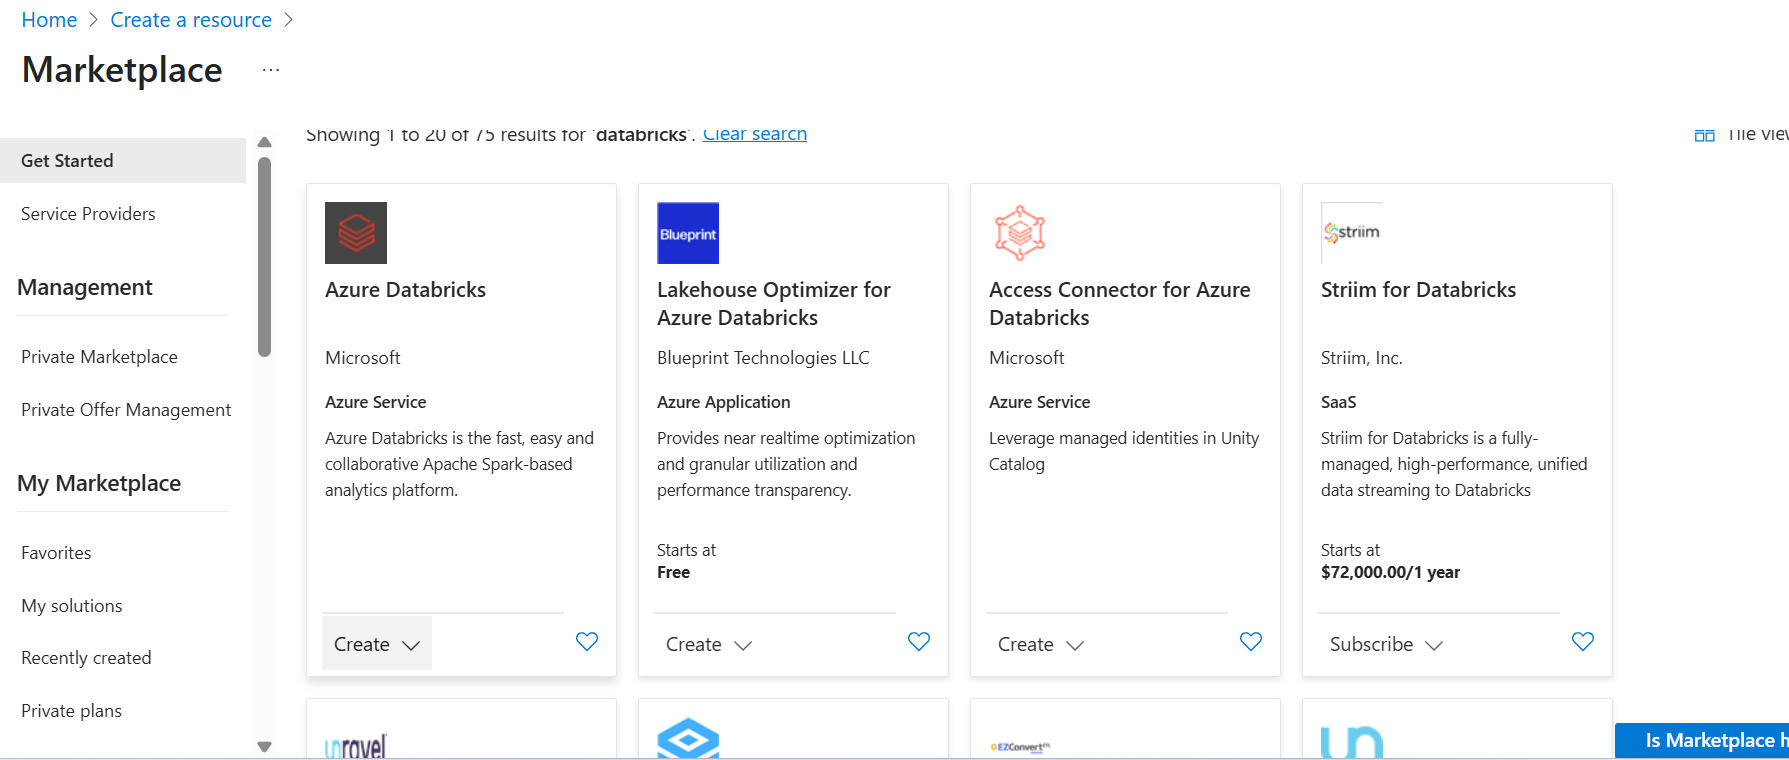 Home > Create a resource >
Marketplace ...
Get Started
Service Providers
Management
Private Marketplace
Private Offer Management
My Marketplace
Favorites
My solutions
Recently created
Private plans
Showing 1 to 20 of 75 results for 'databricks'. Clear search
Tile view
Azure Databricks
Microsoft
Azure Service
Azure Databricks is the fast, easy and
collaborative Apache Spark-based
analytics platform.
Create
Blueprint
Lakehouse Optimizer for
Azure Databricks
Blueprint Technologies LLC
Azure Application
Provides near realtime optimization
and granular utilization and
performance transparency.
Starts at
Free
Create
Access Connector for Azure
Databricks
Microsoft
Azure Service
Leverage managed identities in Unity
Catalog
Create
striim
Striim for Databricks
Striim, Inc.
SaaS
Striim for Databricks is a fully-
managed, high-performance, unified
data streaming to Databricks
Starts at
$72,000.00/1 year
Subscribe
unravel
EZConvert
un
Is Marketplace h